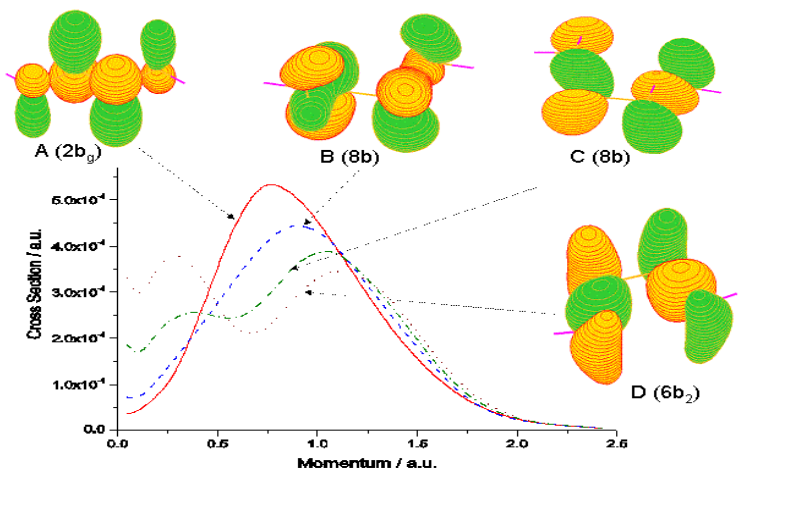 A (2bg)
B (8b)
C (8b)
D (6b2)
Cross Section / a.u.
5.0x10-4
4.0x10-4
3.0x10-4
2.0x10-4
1.0x10-4
0.0
0.0 0.5 1.0 1.5 2.0 2.5
Momentum / a.u.